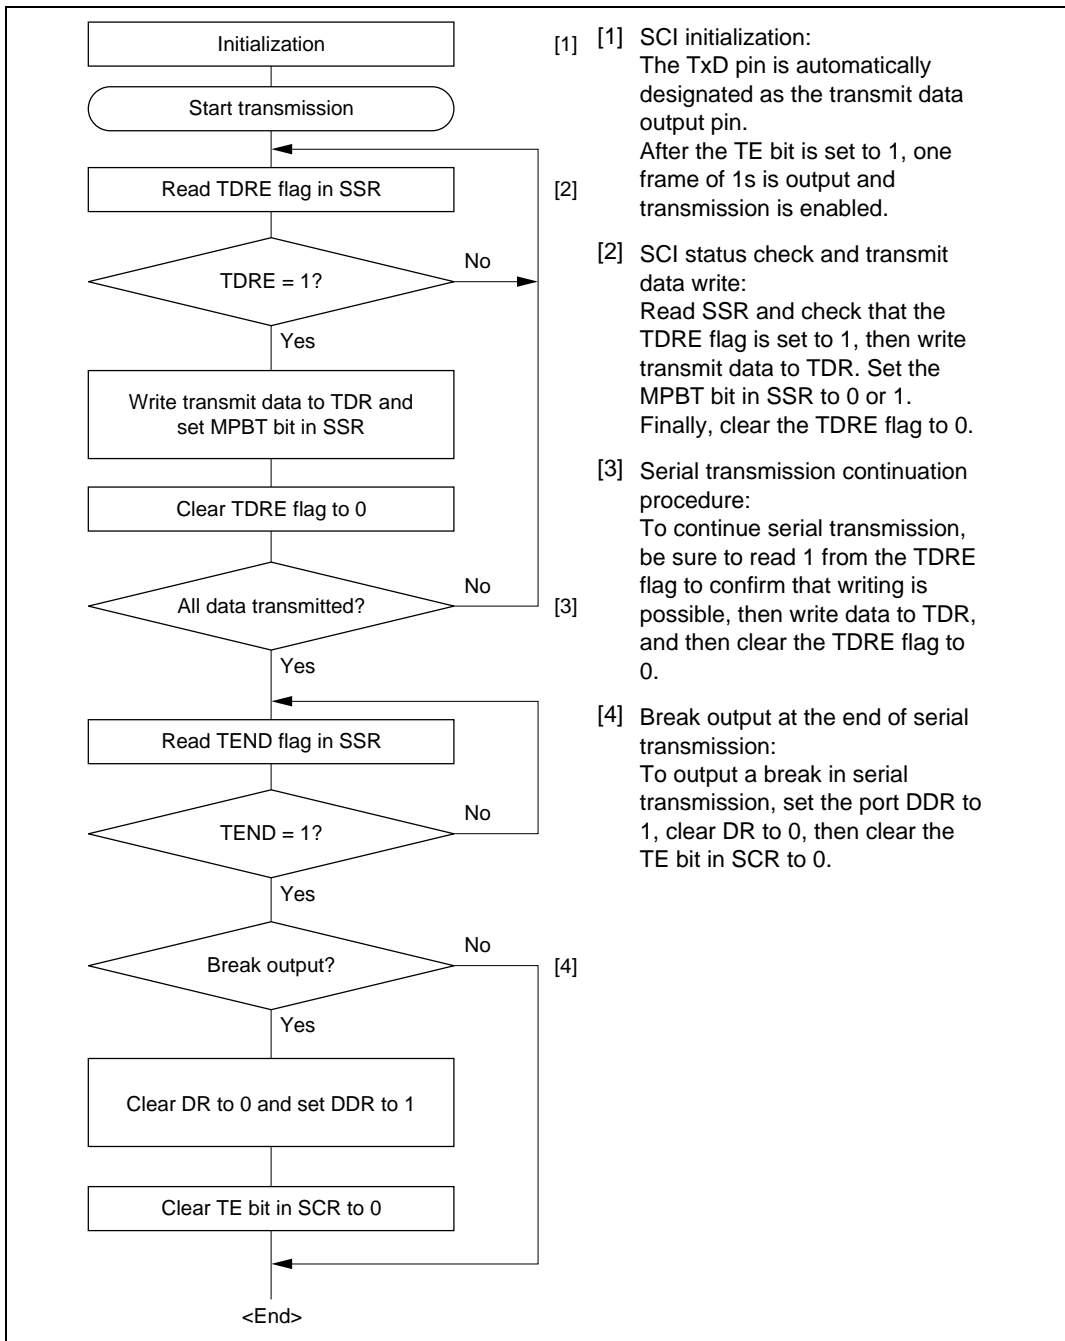 Initialization
[1]
Start transmission
Read TDRE flag in SSR
[2]
TDRE = 1?
No
Yes
Write transmit data to TDR and
set MPBT bit in SSR
Clear TDRE flag to 0
All data transmitted?
No
[3]
Yes
Read TEND flag in SSR
TEND = 1?
No
Yes
Break output?
No
[4]
Yes
Clear DR to 0 and set DDR to 1
Clear TE bit in SCR to 0
<End>
[1] SCI initialization:
The TxD pin is automatically
designated as the transmit data
output pin.
After the TE bit is set to 1, one
frame of 1s is output and
transmission is enabled.
[2] SCI status check and transmit
data write:
Read SSR and check that the
TDRE flag is set to 1, then write
transmit data to TDR. Set the
MPBT bit in SSR to 0 or 1.
Finally, clear the TDRE flag to 0.
[3] Serial transmission continuation
procedure:
To continue serial transmission,
be sure to read 1 from the TDRE
flag to confirm that writing is
possible, then write data to TDR,
and then clear the TDRE flag to
0.
[4] Break output at the end of serial
transmission:
To output a break in serial
transmission, set the port DDR to
1, clear DR to 0, then clear the
TE bit in SCR to 0.